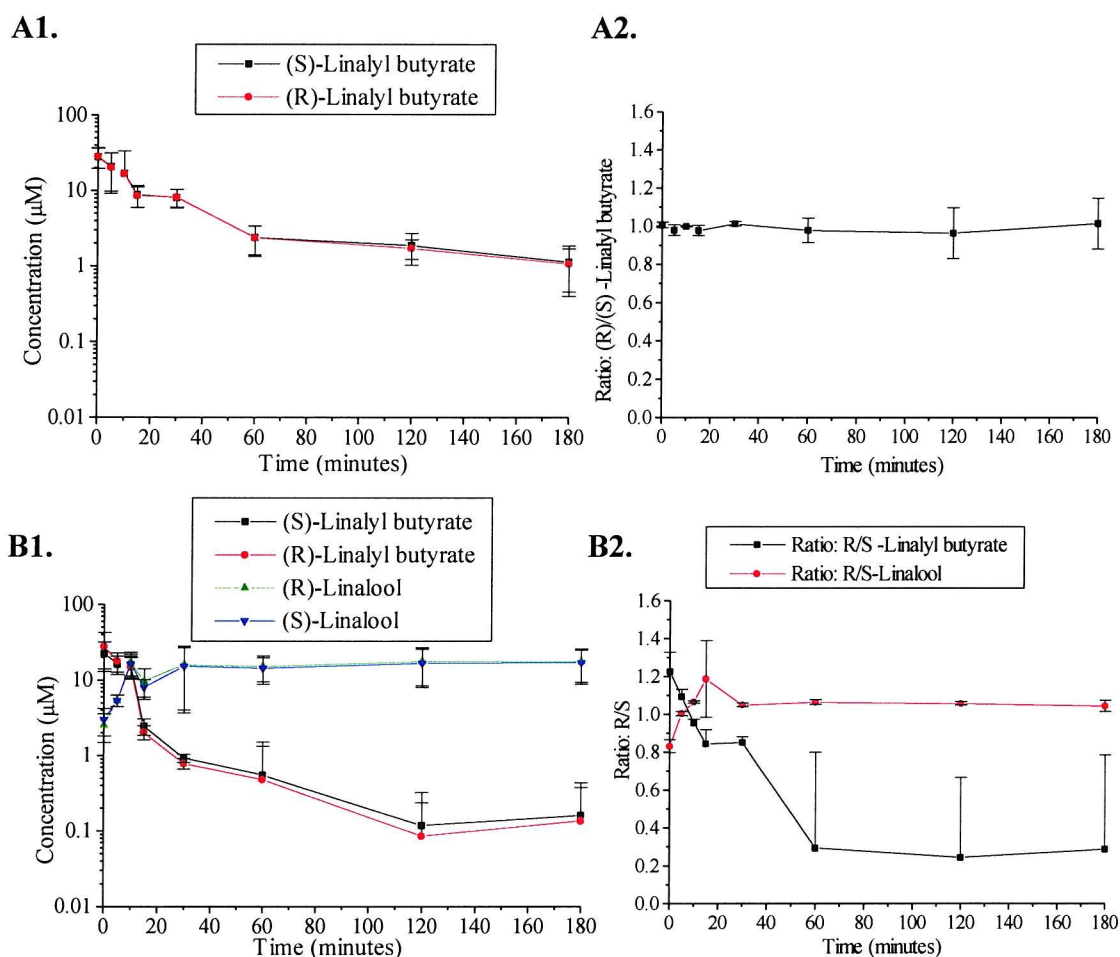 A1.
(S)-Linalyl butyrate
(R)-Linalyl butyrate
100
10
1
0.1
0.01
Concentration (μM)
0 20 40 60 80 100 120 140 160 180
Time (minutes)
A2.
1.6
1.4
1.2
1.0
0.8
0.6
0.4
0.2
0.0
Ratio: (R)/(S) -Linalyl butyrate
0 20 40 60 80 100 120 140 160 180
Time (minutes)
B1.
(S)-Linalyl butyrate
(R)-Linalyl butyrate
(R)-Linalool
(S)-Linalool
100
10
1
0.1
0.01
Concentration (μM)
0 20 40 60 80 100 120 140 160 180
Time (minutes)
B2.
Ratio: R/S -Linalyl butyrate
Ratio: R/S-Linalool
1.6
1.4
1.2
1.0
0.8
0.6
0.4
0.2
0.0
Ratio: R/S
0 20 40 60 80 100 120 140 160 180
Time (minutes)